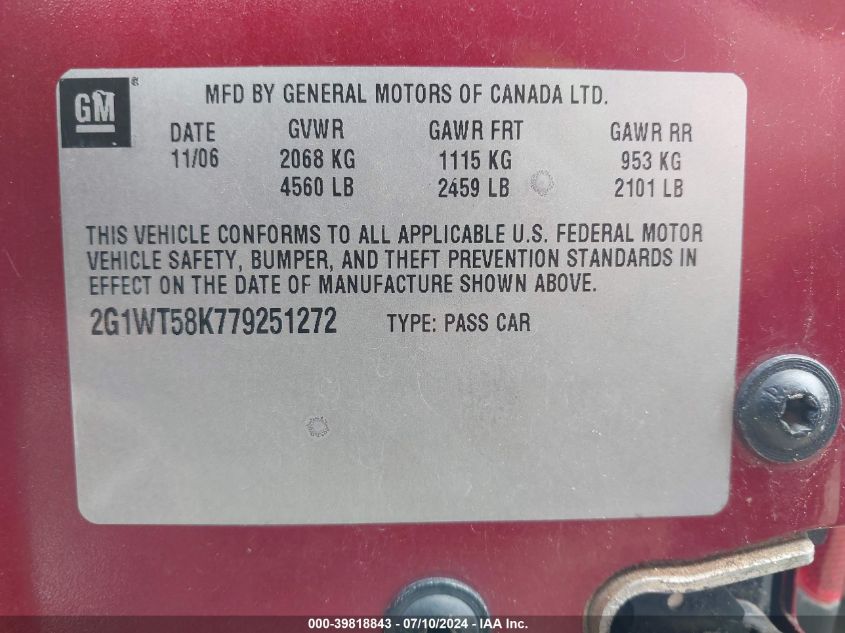 GM
MFD BY GENERAL MOTORS OF CANADA LTD.
DATE GVWR GAWR FRT GAWR RR
11/06 2068 KG 1115 KG 953 KG
4560 LB 2459 LB 2101 LB
THIS VEHICLE CONFORMS TO ALL APPLICABLE U.S. FEDERAL MOTOR
VEHICLE SAFETY, BUMPER, AND THEFT PREVENTION STANDARDS IN
EFFECT ON THE DATE OF MANUFACTURE SHOWN ABOVE.
2G1WT58K779251272 TYPE: PASS CAR
000-39818843 - 07/10/2024 - IAA Inc.